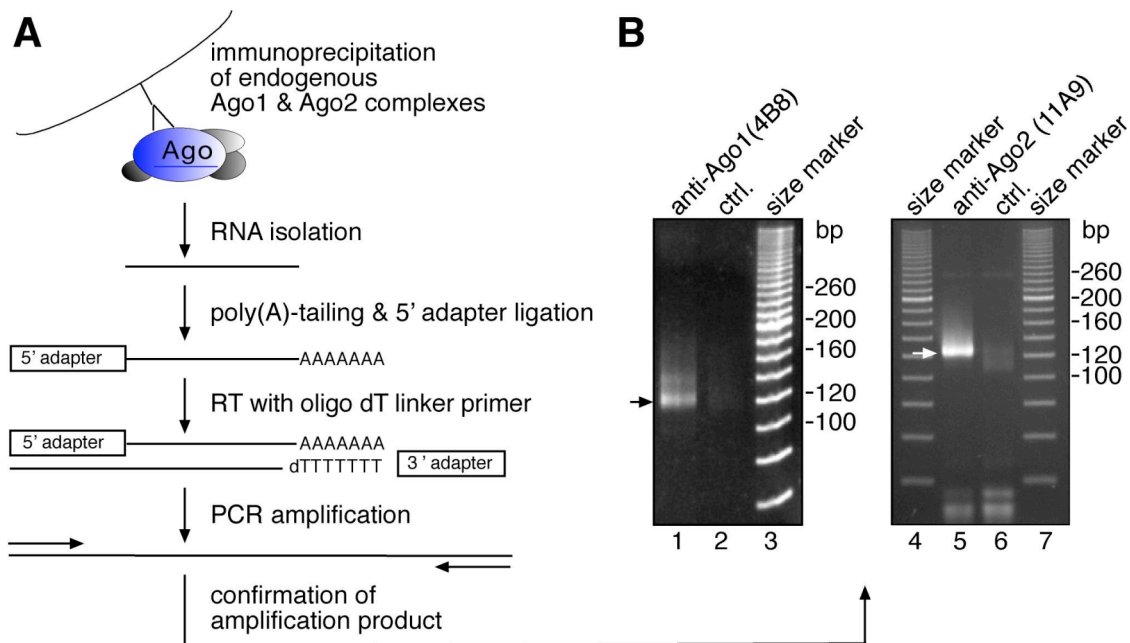 A
immunoprecipitation
of endogenous
Ago1 & Ago2 complexes
Ago
RNA isolation
poly(A)-tailing & 5' adapter ligation
5' adapter
AAAAAAA
RT with oligo dT linker primer
5' adapter
AAAAAAA
dTTTTTTT
3' adapter
PCR amplification
confirmation of
amplification product
B
anti-Ago1(4B8)
ctrl.
size marker
bp
-260
-200
-160
-120
-100
1 2 3
size marker
anti-Ago2 (11A9)
ctrl.
size marker
bp
-260
-200
-160
-120
-100
4 5 6 7